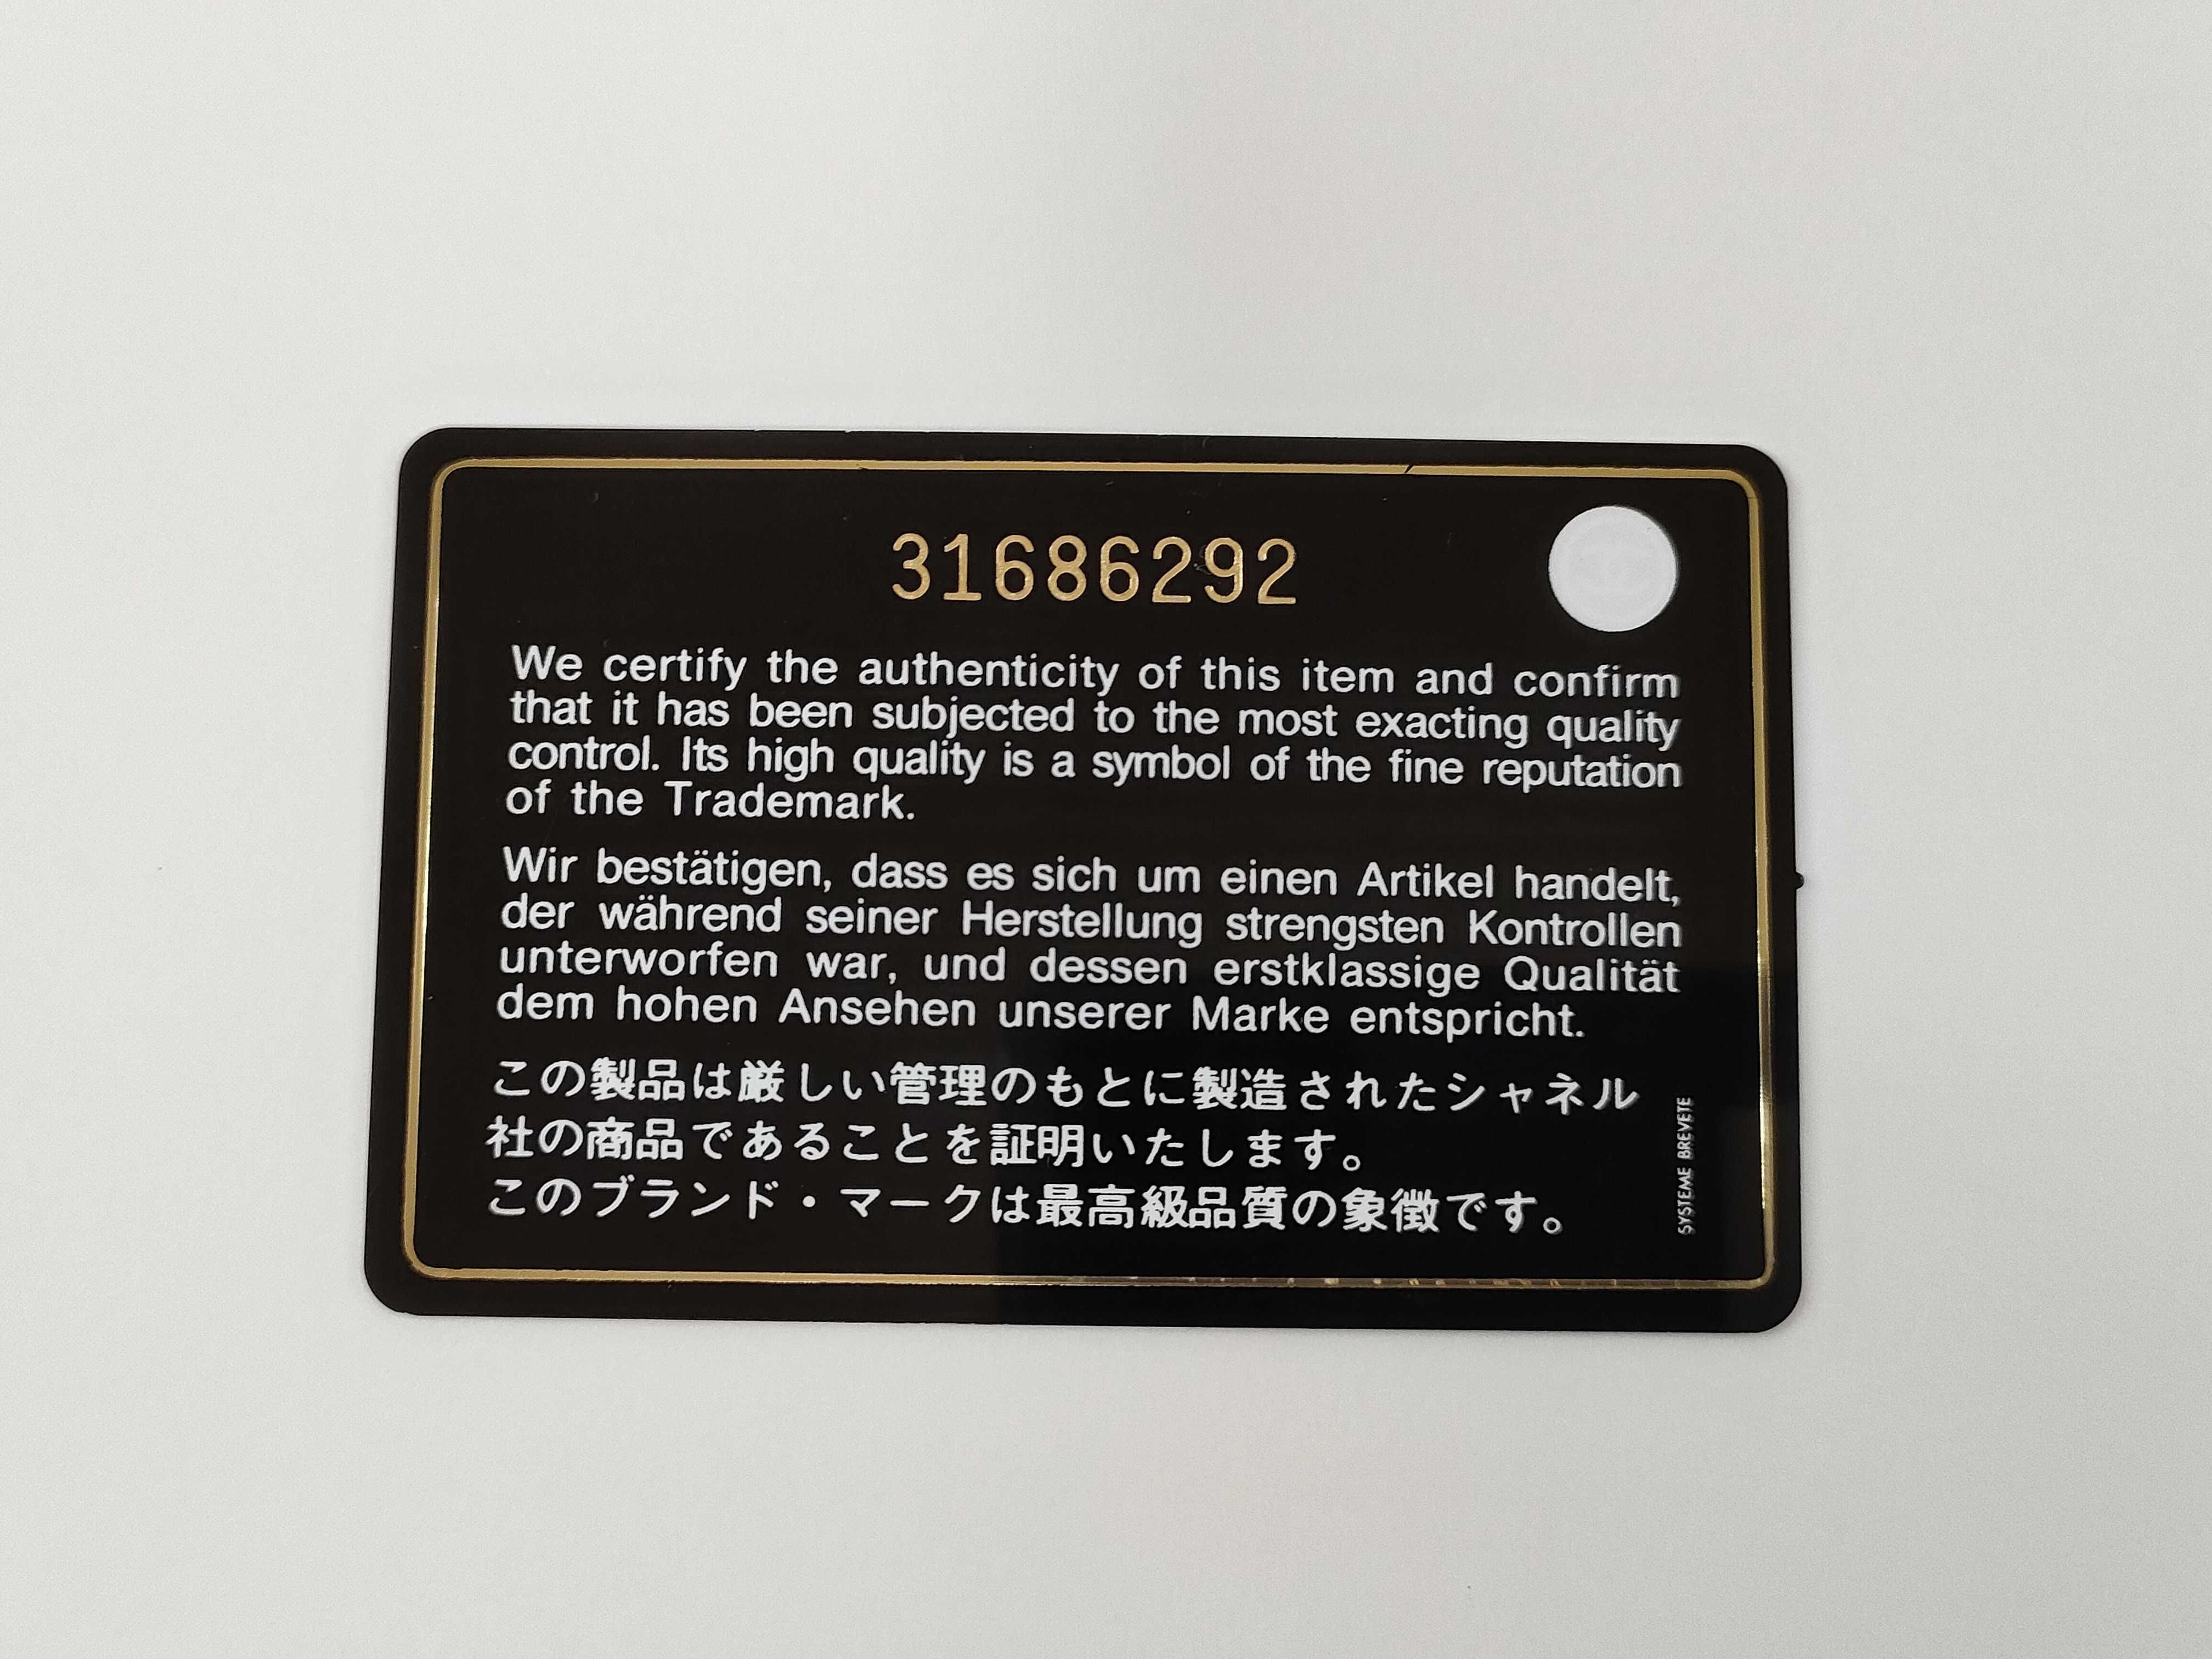 31686292
We certify the authenticity of this item and confirm
that it has been subjected to the most exacting quality
control. Its high quality is a symbol of the fine reputation
of the Trademark.
Wir bestätigen, dass es sich um einen Artikel handelt,
der während seiner Herstellung strengsten Kontrollen
unterworfen war, und dessen erstklassige Qualität
dem hohen Ansehen unserer Marke entspricht.
この製品は厳しい管理のもとに製造されたシャネル
社の商品であることを証明いたします。
このブランド・マークは最高級品質の象徴です。
SYSTEME BREVETE